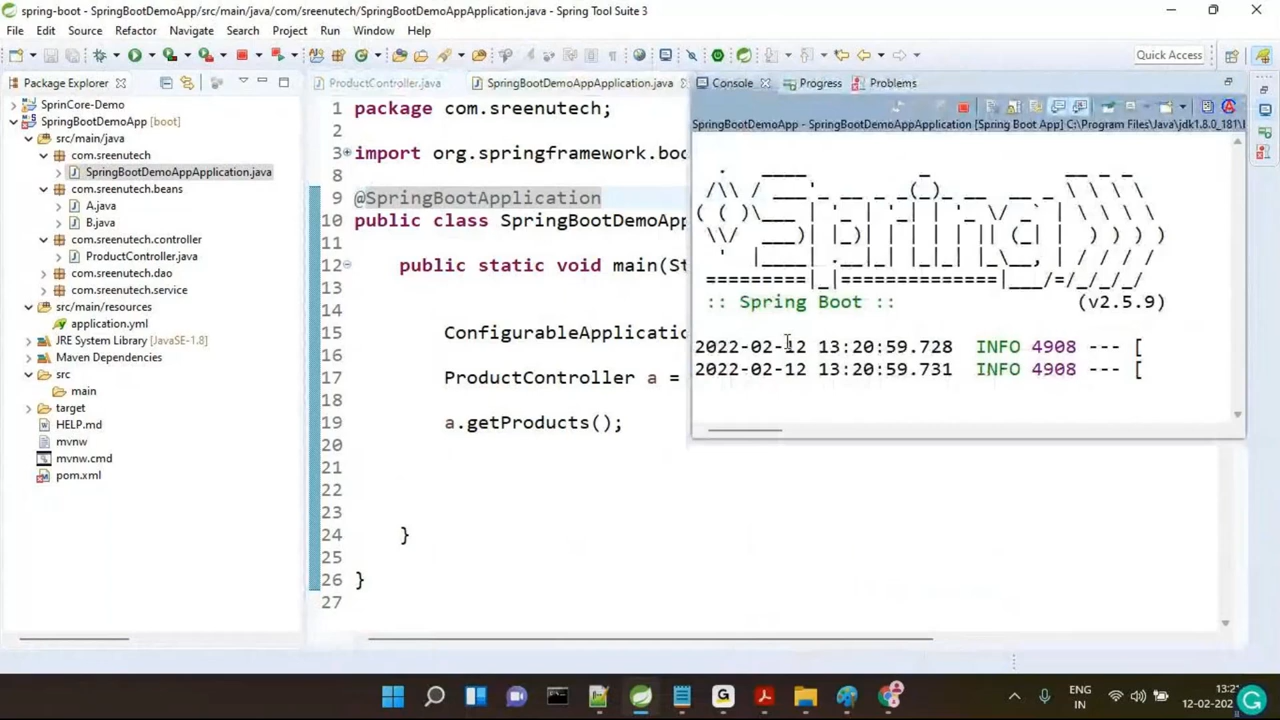 spring-boot - SpringBootDemoApp/src/main/java/com/sreenutech/SpringBootDemoAppApplication.java - Spring Tool Suite 3
File Edit Source Refactor Navigate Search Project Run Window Help
Quick Access
Package Explorer
SprinCore-Demo
SpringBootDemoApp [boot]
src/main/java
com.sreenutech
SpringBootDemoAppApplication.java
com.sreenutech.beans
A.java
B.java
com.sreenutech.controller
ProductController.java
com.sreenutech.dao
com.sreenutech.service
src/main/resources
application.yml
JRE System Library [JavaSE-1.8]
Maven Dependencies
src
main
target
HELP.md
mvnw
mvnw.cmd
pom.xml
ProductController.java
SpringBootDemoAppApplication.java
1 package com.sreenutech;
2
3 import org.springframework.boo
9 @SpringBootApplication
10 public class SpringBootDemoApp
11
12 public static void main(St
13
14
15 ConfigurableApplicatio
16
17 ProductController a =
18
19 a.getProducts();
20
21
22
23
24 }
25
26 }
27
Console Progress Problems
SpringBootDemoApp - SpringBootDemoAppApplication [Spring Boot App] C:\Program Files\Java\jdk1.8.0_181\
Spring
:: Spring Boot :: (v2.5.9)
2022-02-12 13:20:59.728 INFO 4908 --- [
2022-02-12 13:20:59.731 INFO 4908 --- [
ENG
IN
13:21
12-02-202